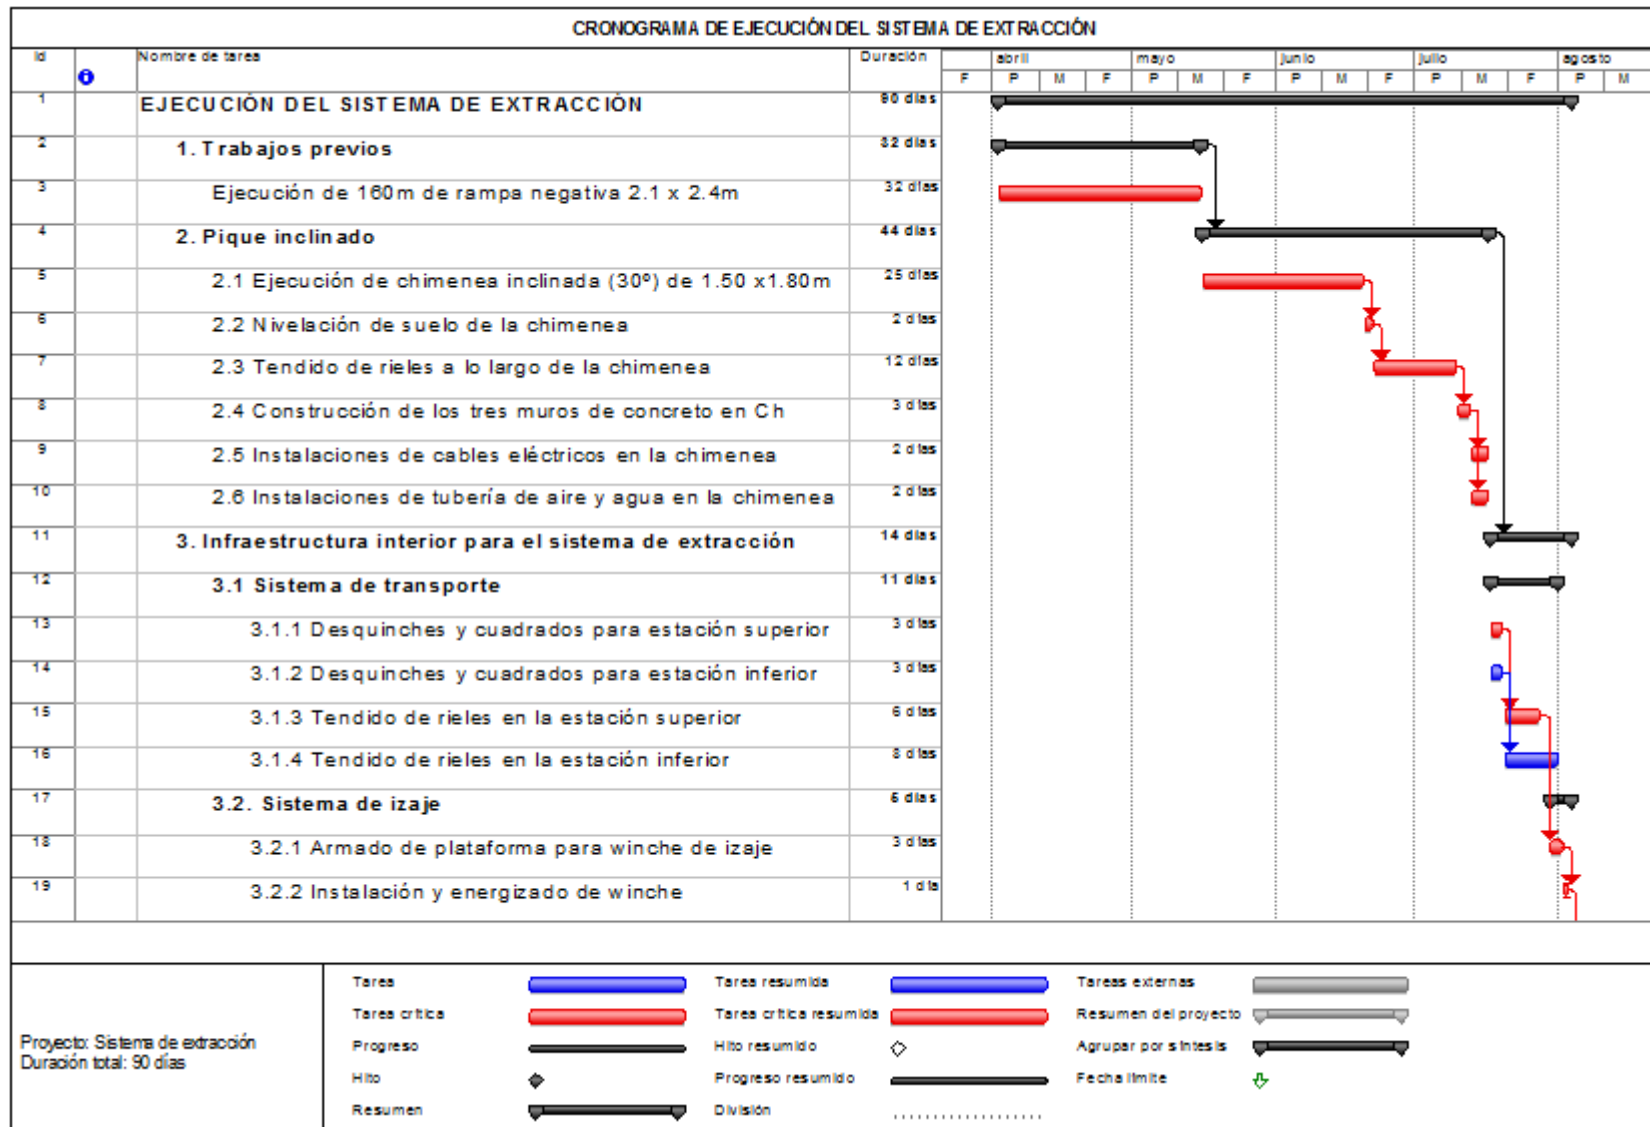 CRONOGRAMA DE EJECUCIÓN DEL SISTEMA DE EXTRACCIÓN
Id Nombre de tarea Duración abril mayo junio julio agosto
F P M F P M F P M F P M F P M
1 EJECUCIÓN DEL SISTEMA DE EXTRACCIÓN 90 días
2 1. Trabajos previos 32 días
3 Ejecución de 160m de rampa negativa 2.1 x 2.4m 32 días
4 2. Pique inclinado 44 días
5 2.1 Ejecución de chimenea inclinada (30º) de 1.50 x1.80m 25 días
6 2.2 Nivelación de suelo de la chimenea 2 días
7 2.3 Tendido de rieles a lo largo de la chimenea 12 días
8 2.4 Construcción de los tres muros de concreto en Ch 3 días
9 2.5 Instalaciones de cables eléctricos en la chimenea 2 días
10 2.6 Instalaciones de tubería de aire y agua en la chimenea 2 días
11 3. Infraestructura interior para el sistema de extracción 14 días
12 3.1 Sistema de transporte 11 días
13 3.1.1 Desquinches y cuadrados para estación superior 3 días
14 3.1.2 Desquinches y cuadrados para estación inferior 3 días
15 3.1.3 Tendido de rieles en la estación superior 6 días
16 3.1.4 Tendido de rieles en la estación inferior 8 días
17 3.2. Sistema de izaje días
18 3.2.1 Armado de plataforma para winche de izaje 3 días
19 3.2.2 Instalación y energizado de winche 1 día
Proyecto: Sistema de extracción
Duración total: 90 días
Tarea Tarea resumida Tareas externas
Tarea crítica Tarea crítica resumida Resumen del proyecto
Progreso Hito resumido Agrupar por síntesis
Hito Progreso resumido Fecha límite
Resumen División